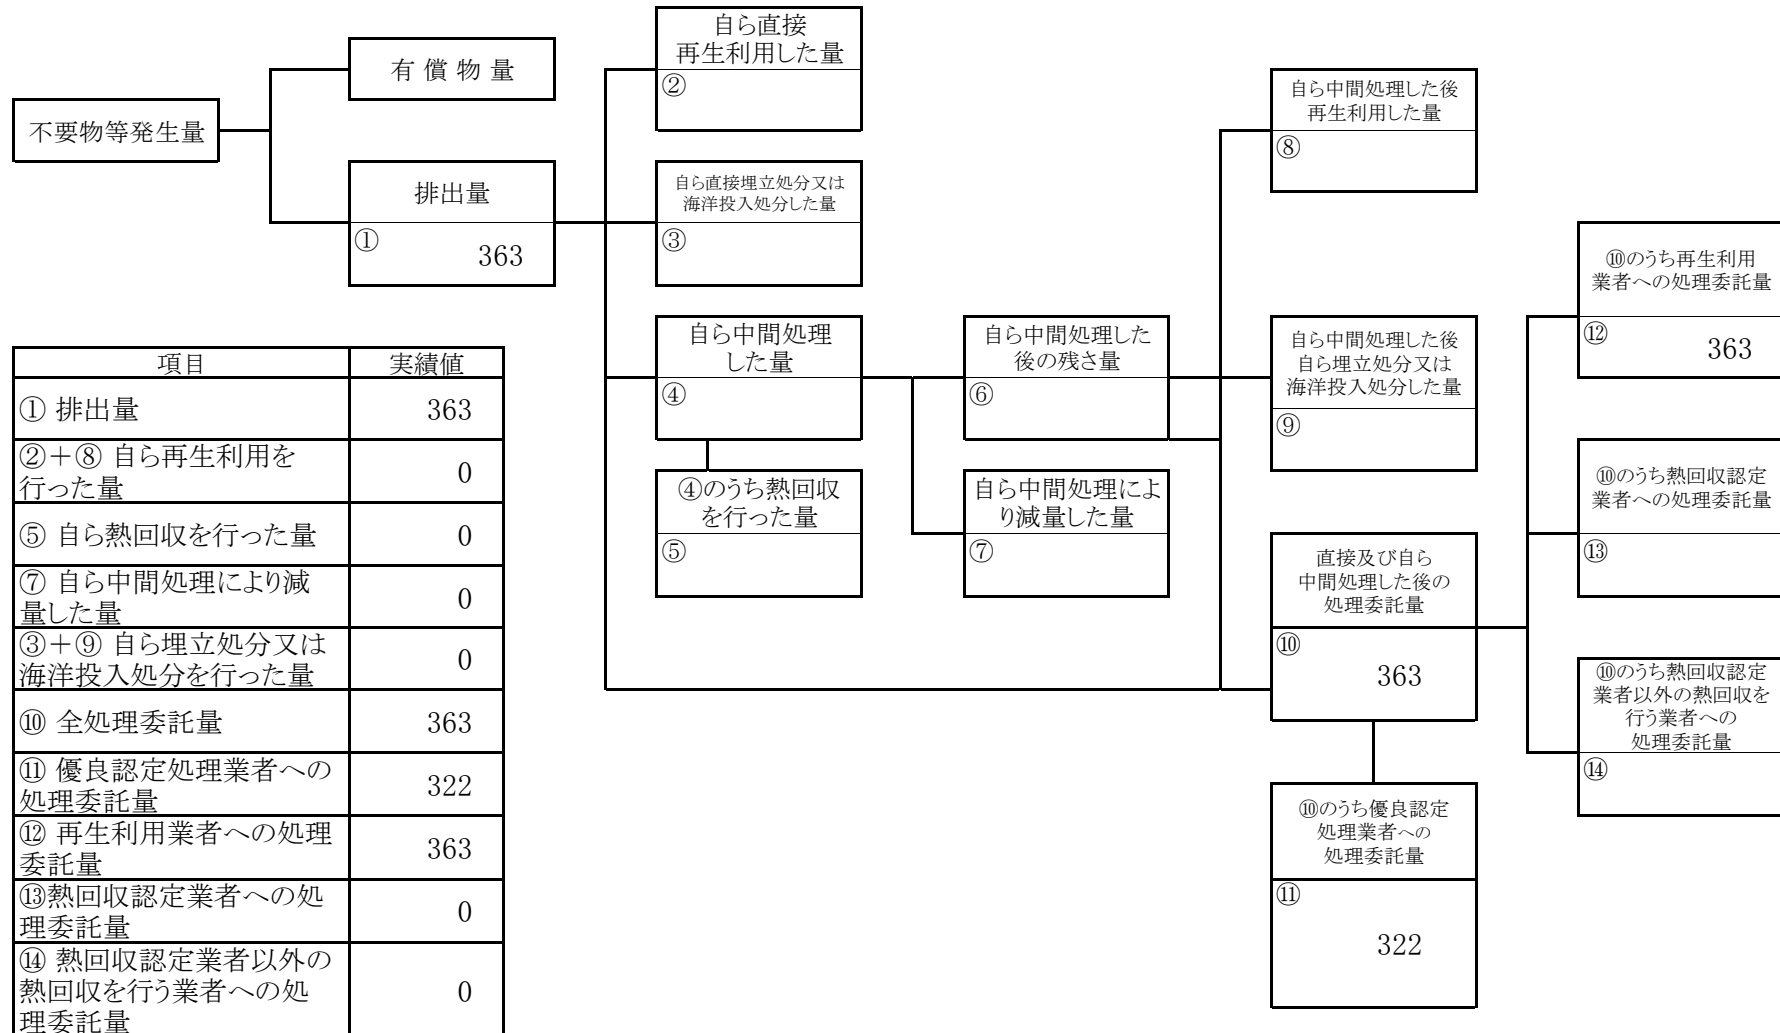 不要物等発生量
有 償 物 量
排出量
①
363
自ら直接
再生利用した量
②
自ら直接埋立処分又は
海洋投入処分した量
③
自ら中間処理
した量
④
④のうち熱回収
を行った量
⑤
自ら中間処理した
後の残さ量
⑥
自ら中間処理によ
り減量した量
⑦
自ら中間処理した後
再生利用した量
⑧
自ら中間処理した後
自ら埋立処分又は
海洋投入処分した量
⑨
直接及び自ら
中間処理した後の
処理委託量
⑩
363
⑩のうち優良認定
処理業者への
処理委託量
⑪
322
⑩のうち再生利用
業者への処理委託量
⑫
363
⑩のうち熱回収認定
業者への処理委託量
⑬
⑩のうち熱回収認定
業者以外の熱回収を
行う業者への
処理委託量
⑭
項目 実績値
① 排出量 363
②+⑧ 自ら再生利用を
行った量 0
⑤ 自ら熱回収を行った量 0
⑦ 自ら中間処理により減
量した量 0
③+⑨ 自ら埋立処分又は
海洋投入処分を行った量 0
⑩ 全処理委託量 363
⑪ 優良認定処理業者への
処理委託量 322
⑫ 再生利用業者への処理
委託量 363
⑬熱回収認定業者への処
理委託量 0
⑭ 熱回収認定業者以外の
熱回収を行う業者への処
理委託量 0